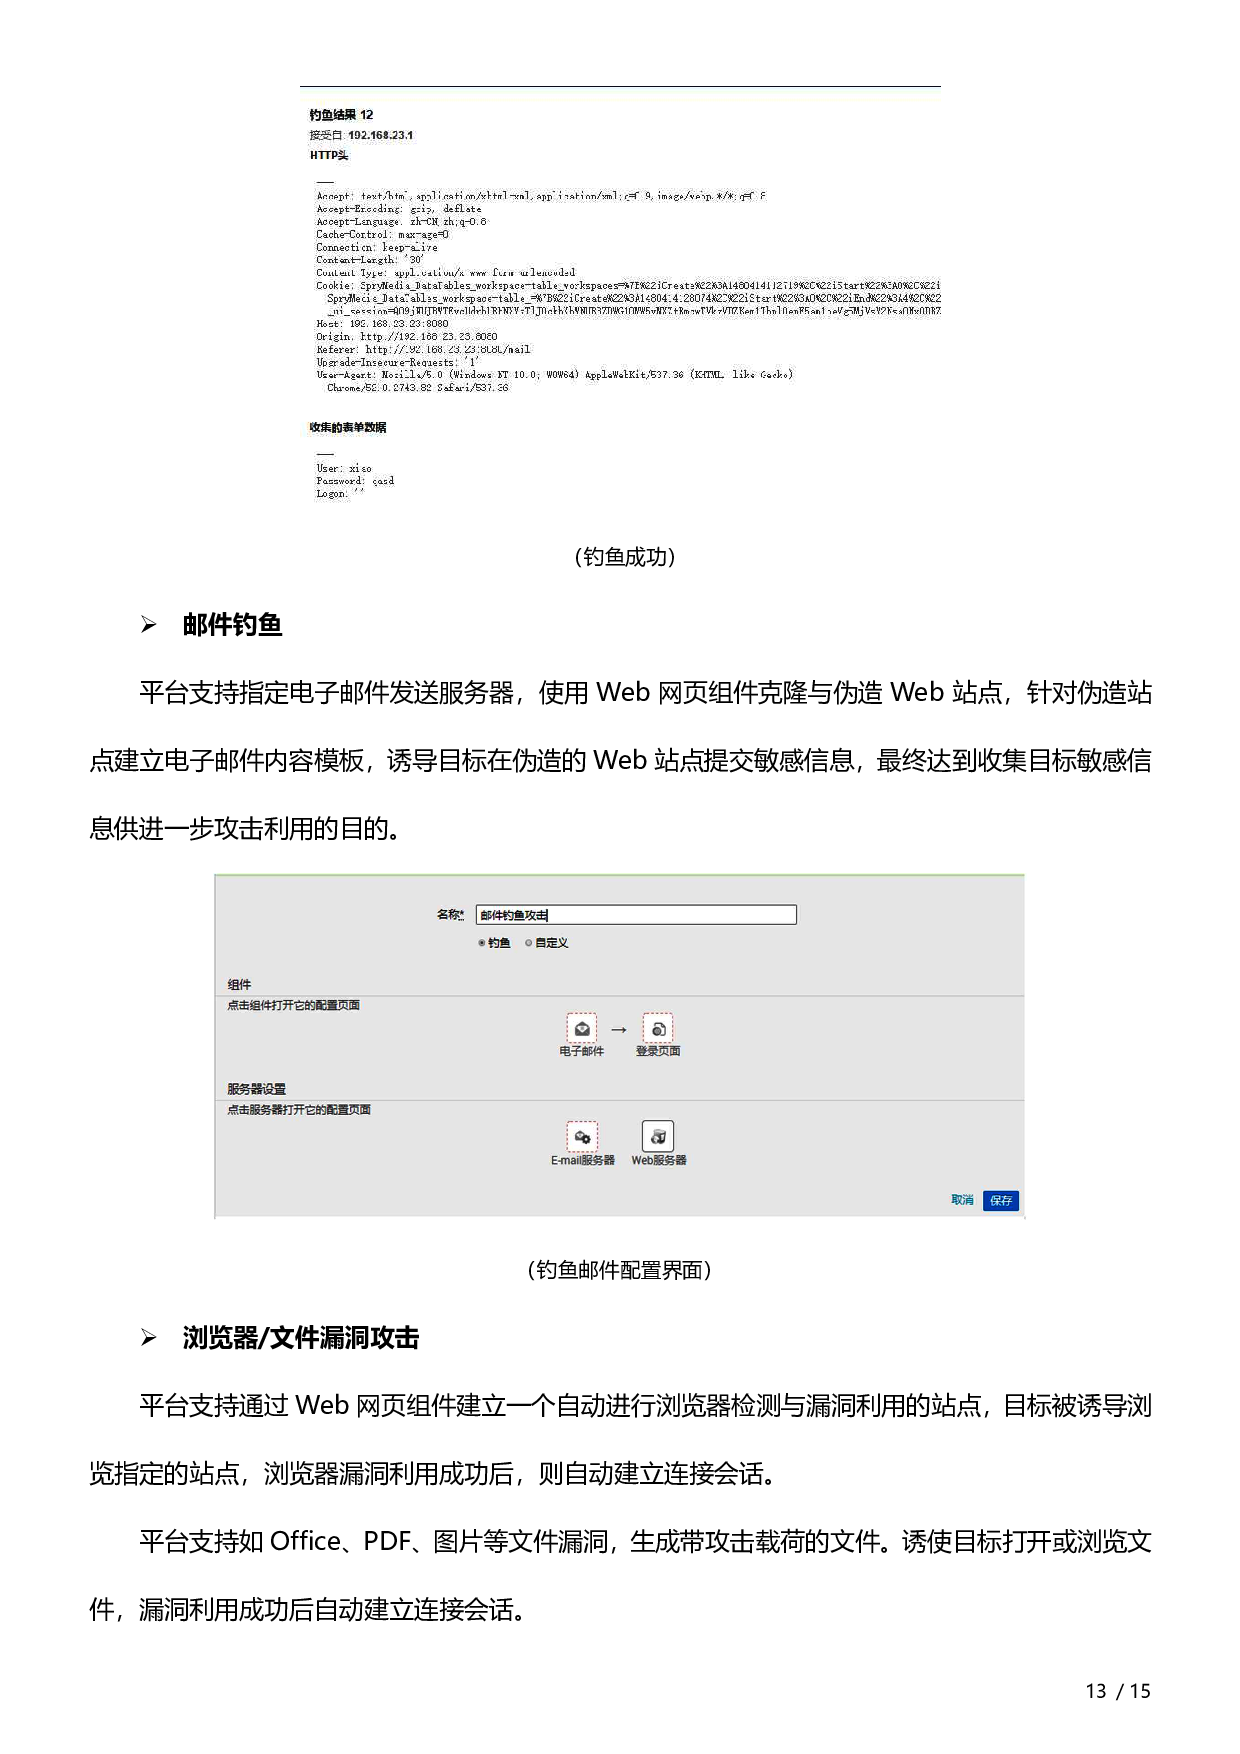 钓鱼结果 12
接受自: 192.168.23.1
HTTP头
Accept: text/html,application/xhtml+xml,application/xml;q=0.9,image/webp,*/*;q=0.8
Accept-Encoding: gzip, deflate
Accept-Language: zh-CN,zh;q=0.8
Cache-Control: max-age=0
Connection: keep-alive
Content-Length: '30'
Content-Type: application/x-www-form-urlencoded
Cookie: SpryMedia_DataTables_workspace-table_workspaces=%7B%22iCreate%22%3A1480414112719%2C%22iStart%22%3A0%2C%22i
SpryMedia_DataTables_workspace-table_=%7B%22iCreate%22%3A1480414128074%2C%22iStart%22%3A0%2C%22iEnd%22%3A4%2C%22
Host: 192.168.23.23:8080
Origin: http://192.168.23.23:8080
Referer: http://192.168.23.23:8080/mail
Upgrade-Insecure-Requests: '1'
User-Agent: Mozilla/5.0 (Windows NT 10.0; WOW64) AppleWebKit/537.36 (KHTML, like Gecko)
Chrome/52.0.2743.82 Safari/537.36
收集的表单数据
User: xiao
Password: qasd
Logon: ''
（钓鱼成功）
➢ 邮件钓鱼
平台支持指定电子邮件发送服务器，使用 Web 网页组件克隆与伪造 Web 站点，针对伪造站
点建立电子邮件内容模板，诱导目标在伪造的 Web 站点提交敏感信息，最终达到收集目标敏感信
息供进一步攻击利用的目的。
名称* 邮件钓鱼攻击
钓鱼 自定义
组件
点击组件打开它的配置页面
→
电子邮件 登录页面
服务器设置
点击服务器打开它的配置页面
E-mail服务器 Web服务器
取消 保存
（钓鱼邮件配置界面）
➢ 浏览器/文件漏洞攻击
平台支持通过 Web 网页组件建立一个自动进行浏览器检测与漏洞利用的站点，目标被诱导浏
览指定的站点，浏览器漏洞利用成功后，则自动建立连接会话。
平台支持如 Office、PDF、图片等文件漏洞，生成带攻击载荷的文件。诱使目标打开或浏览文
件，漏洞利用成功后自动建立连接会话。
13 / 15